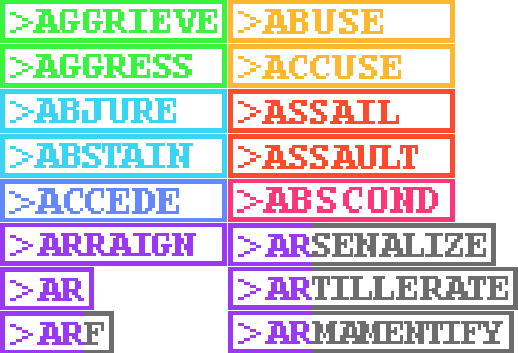 >AGGRIEVE
>ABUSE
>AGGRESS
>ACCUSE
>ABJURE
>ASSAIL
>ABSTAIN
>ASSAULT
>ACCEDE
>ABSCOND
>ARRAIGN
>ARSENALIZE
>AR
>ARTILLERATE
>ARF
>ARMAMENTIFY